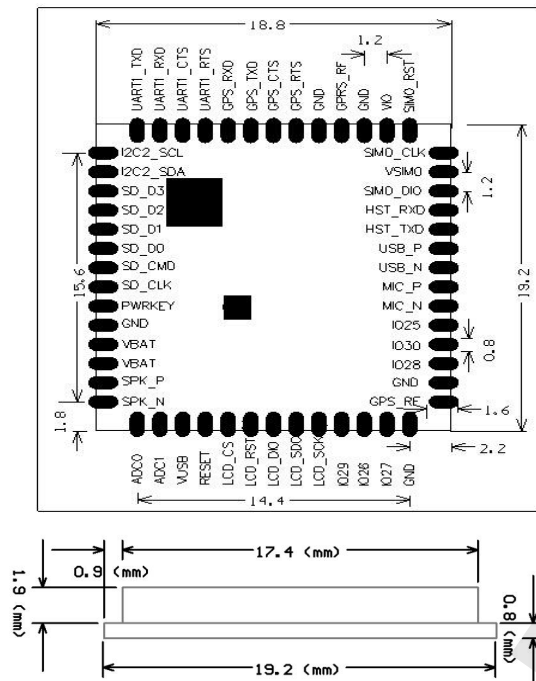 18.8
UART1_TXD
UART1_RXD
UART1_CTS
UART1_RTS
GPS_RXD
GPS_TXD
GPS_CTS
GPS_RTS
GND
GPRS_RF
GND
VIO
SIM0_RST
1.2
I2C2_SCL
I2C2_SDA
SD_D3
SD_D2
SD_D1
SD_D0
SD_CMD
SD_CLK
PWRKEY
GND
VBAT
VBAT
SPK_P
SPK_N
15.6
1.8
SIM0_CLK
VSIM0
SIM0_DIO
HST_RXD
HST_TXD
USB_P
USB_N
MIC_P
MIC_N
IO25
IO30
IO28
GND
GPS_RF
1.2
19.2
0.8
1.6
2.2
ADC0
ADC1
VUSB
RESET
LCD_CS
LCD_RST
LCD_DIO
LCD_SDC
LCD_SCK
IO29
IO26
IO27
GND
14.4
17.4 (mm)
0.9 (mm)
1.9 (mm)
0.8 (mm)
19.2 (mm)